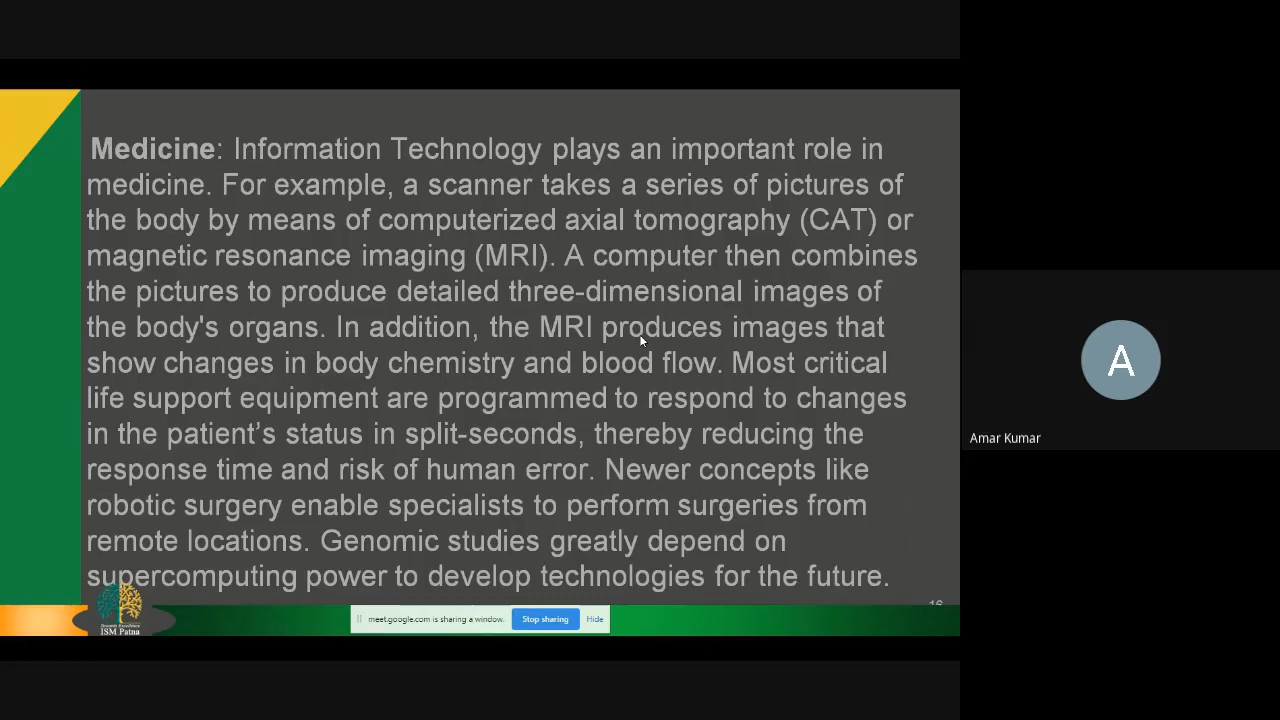 Medicine: Information Technology plays an important role in
medicine. For example, a scanner takes a series of pictures of
the body by means of computerized axial tomography (CAT) or
magnetic resonance imaging (MRI). A computer then combines
the pictures to produce detailed three-dimensional images of
the body's organs. In addition, the MRI produces images that
show changes in body chemistry and blood flow. Most critical
life support equipment are programmed to respond to changes
in the patient’s status in split-seconds, thereby reducing the
response time and risk of human error. Newer concepts like
robotic surgery enable specialists to perform surgeries from
remote locations. Genomic studies greatly depend on
supercomputing power to develop technologies for the future.
16
ISM Patna
meet.google.com is sharing a window. Stop sharing Hide
A
Amar Kumar